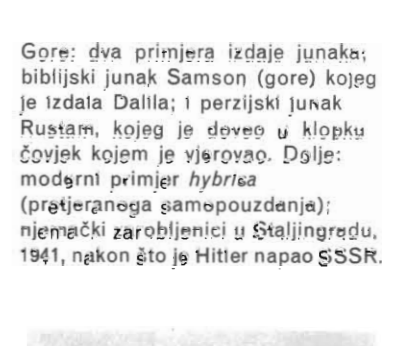 Gore: dva primjera izdaje junaka;
biblijski junak Samson (gore) kojeg
je izdala Dalila; i perzijski junak
Rustam, kojeg je doveo u klopku
čovjek kojem je vjerovao. Dolje:
moderni primjer hybrisa
(pretjeranoga samopouzdanja);
njemački zarobljenici u Staljingradu,
1941, nakon što je Hitler napao SSSR.